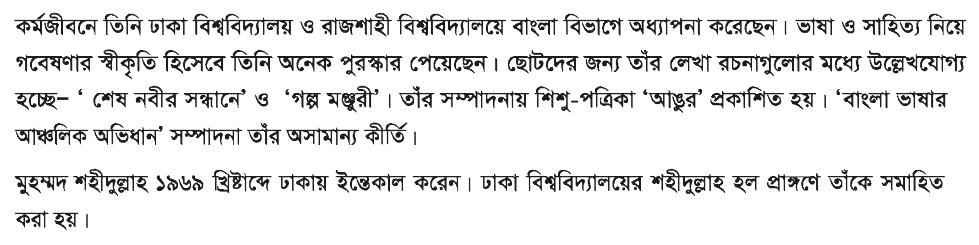 কর্মজীবনে তিনি ঢাকা বিশ্ববিদ্যালয় ও রাজশাহী বিশ্ববিদ্যালয়ে বাংলা বিভাগে অধ্যাপনা করেছেন। ভাষা ও সাহিত্য নিয়ে
গবেষণার স্বীকৃতি হিসেবে তিনি অনেক পুরস্কার পেয়েছেন। ছোটদের জন্য তাঁর লেখা রচনাগুলোর মধ্যে উল্লেখযোগ্য
হচ্ছে– ‘ শেষ নবীর সন্ধানে’ ও ‘গল্প মঞ্জুরী’। তাঁর সম্পাদনায় শিশু-পত্রিকা ‘আঙুর’ প্রকাশিত হয়। ‘বাংলা ভাষার
আঞ্চলিক অভিধান’ সম্পাদনা তাঁর অসামান্য কীর্তি।
মুহম্মদ শহীদুল্লাহ ১৯৬৯ খ্রিষ্টাব্দে ঢাকায় ইন্তেকাল করেন। ঢাকা বিশ্ববিদ্যালয়ের শহীদুল্লাহ হল প্রাঙ্গণে তাঁকে সমাহিত
করা হয়।